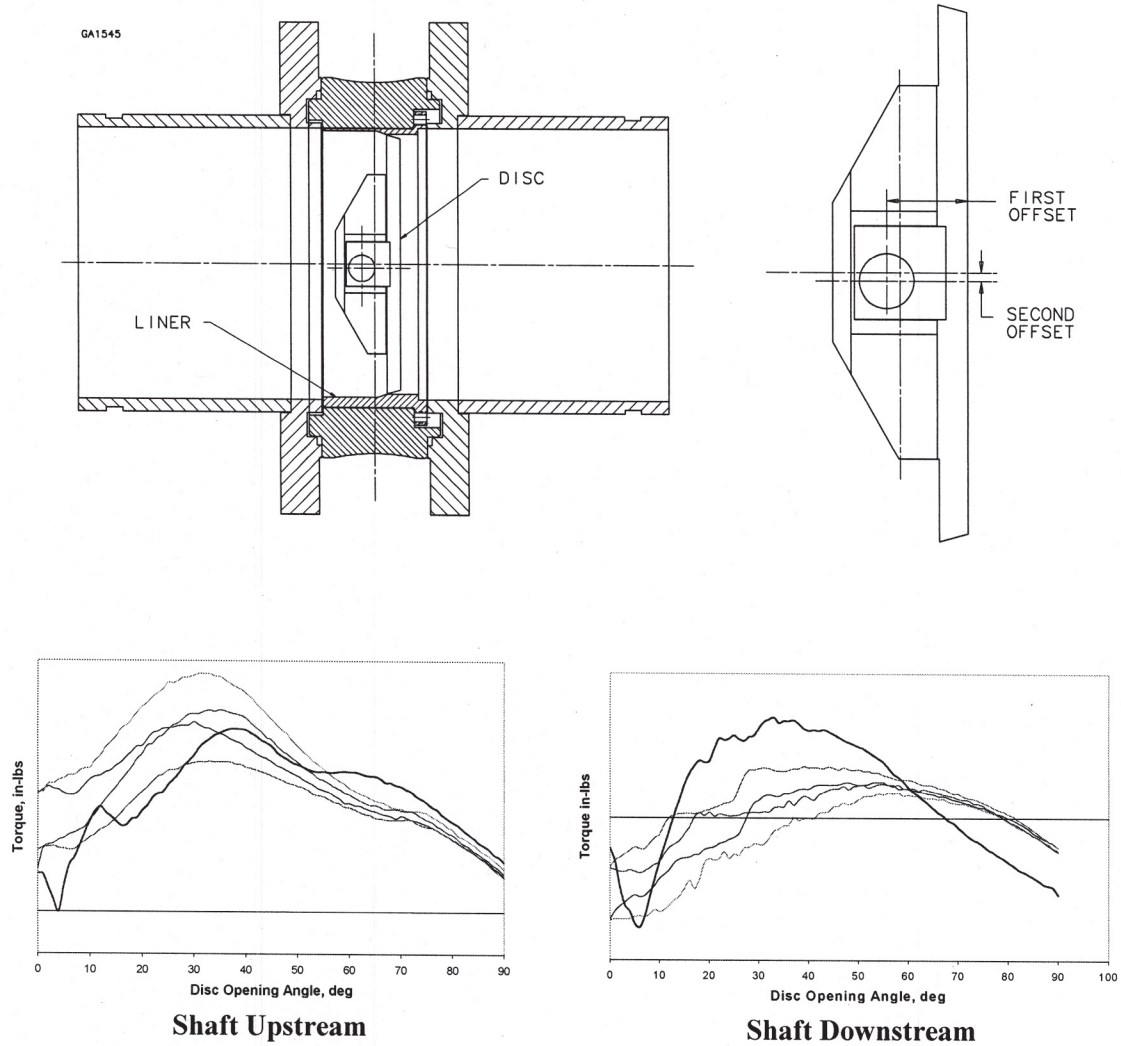 GA1545
DISC
LINER
FIRST
OFFSET
SECOND
OFFSET
Torque, in-lbs
0 10 20 30 40 50 60 70 80 90
Disc Opening Angle, deg
Shaft Upstream
Torque in-lbs
0 10 20 30 40 50 60 70 80 90 100
Disc Opening Angle, deg
Shaft Downstream